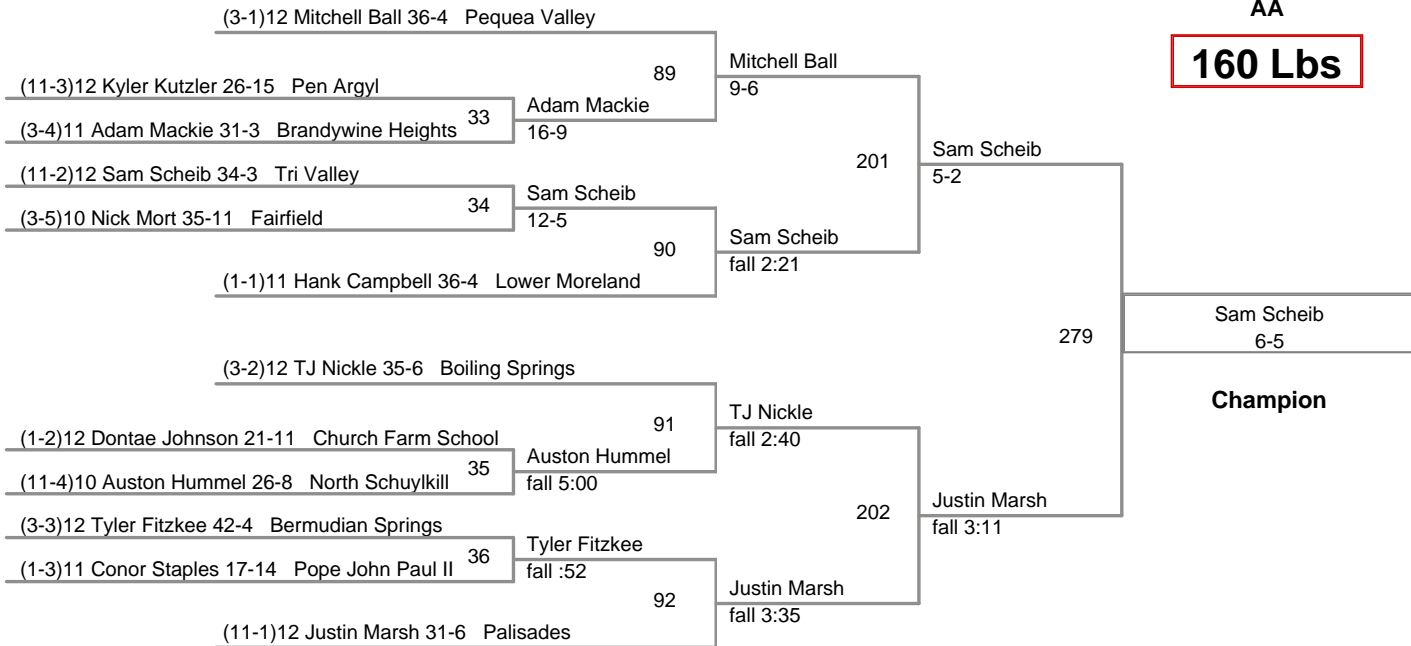 AA
160 Lbs
(3-1)12 Mitchell Ball 36-4 Pequea Valley
89
Mitchell Ball
9-6
(11-3)12 Kyler Kutzler 26-15 Pen Argyl
33
Adam Mackie
16-9
(3-4)11 Adam Mackie 31-3 Brandywine Heights
201
Sam Scheib
5-2
(11-2)12 Sam Scheib 34-3 Tri Valley
34
Sam Scheib
12-5
(3-5)10 Nick Mort 35-11 Fairfield
90
Sam Scheib
fall 2:21
(1-1)11 Hank Campbell 36-4 Lower Moreland
279
Sam Scheib
6-5
Champion
(3-2)12 TJ Nickle 35-6 Boiling Springs
91
TJ Nickle
fall 2:40
(1-2)12 Dontae Johnson 21-11 Church Farm School
35
Auston Hummel
fall 5:00
(11-4)10 Auston Hummel 26-8 North Schuylkill
202
Justin Marsh
fall 3:11
(3-3)12 Tyler Fitzkee 42-4 Bermudian Springs
36
Tyler Fitzkee
fall :52
(1-3)11 Conor Staples 17-14 Pope John Paul II
92
Justin Marsh
fall 3:35
(11-1)12 Justin Marsh 31-6 Palisades